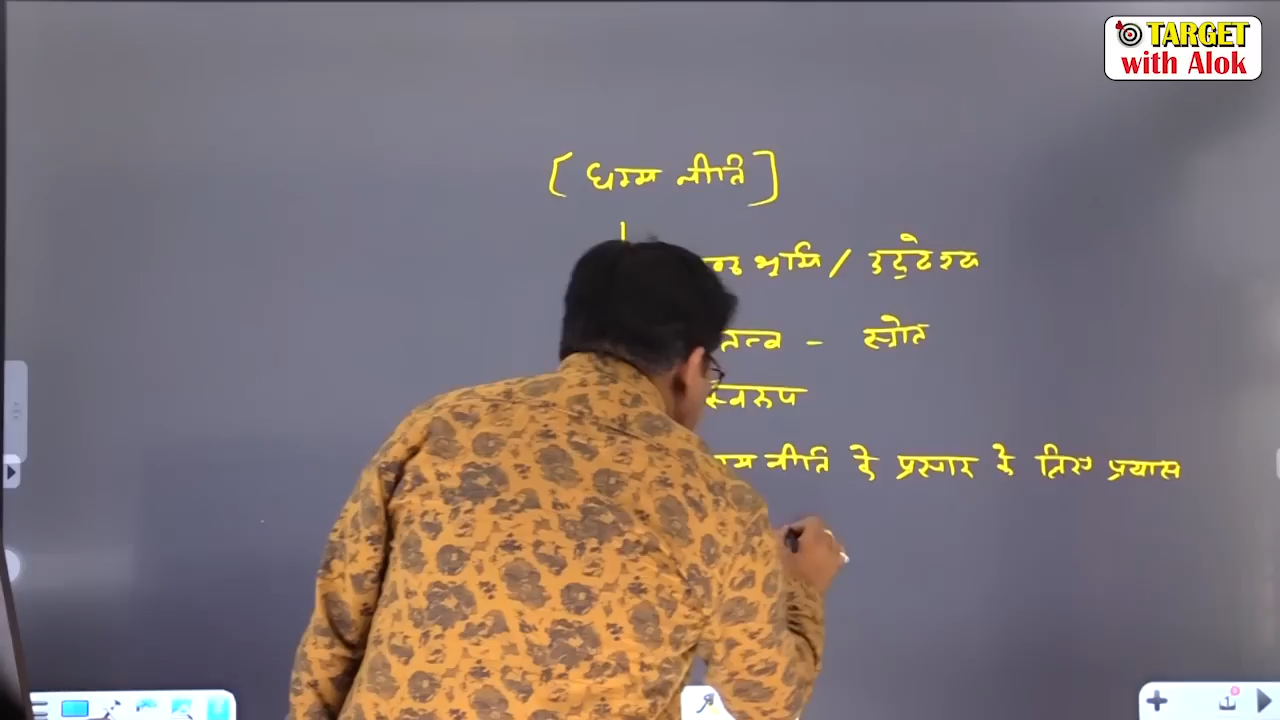 TARGET
with Alok
[ धम्म नीति ]
भूमि / उद्देश्य
तत्व - स्त्रोत
स्वरूप
नीति के प्रसार के लिए प्रयास